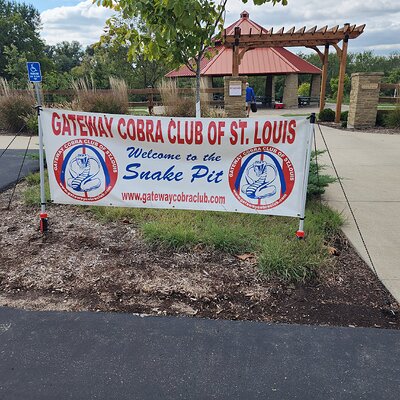 GATEWAY COBRA CLUB OF ST. LOUIS
Welcome to the
Snake Pit
www.gatewaycobraclub.com